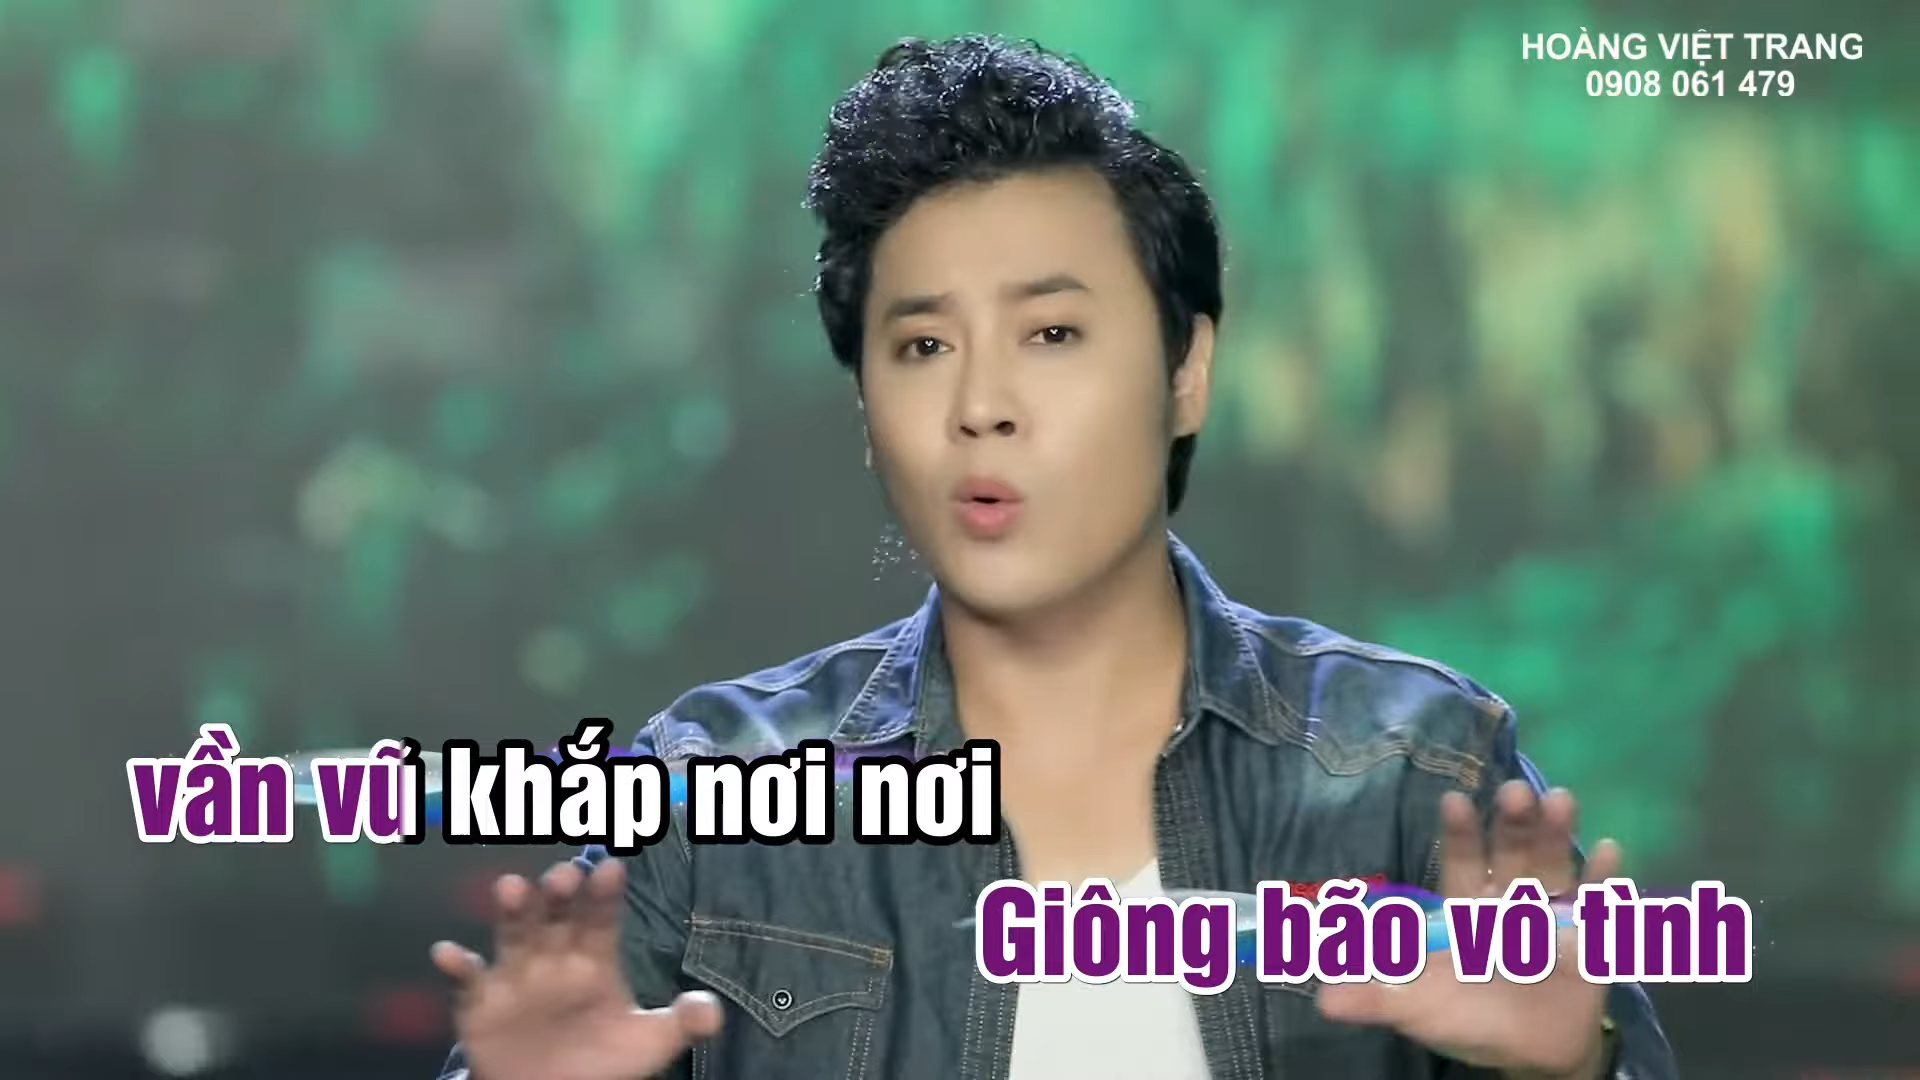 HOÀNG VIỆT TRANG
0908 061 479
vần vũ khắp nơi nơi
Giông bão vô tình